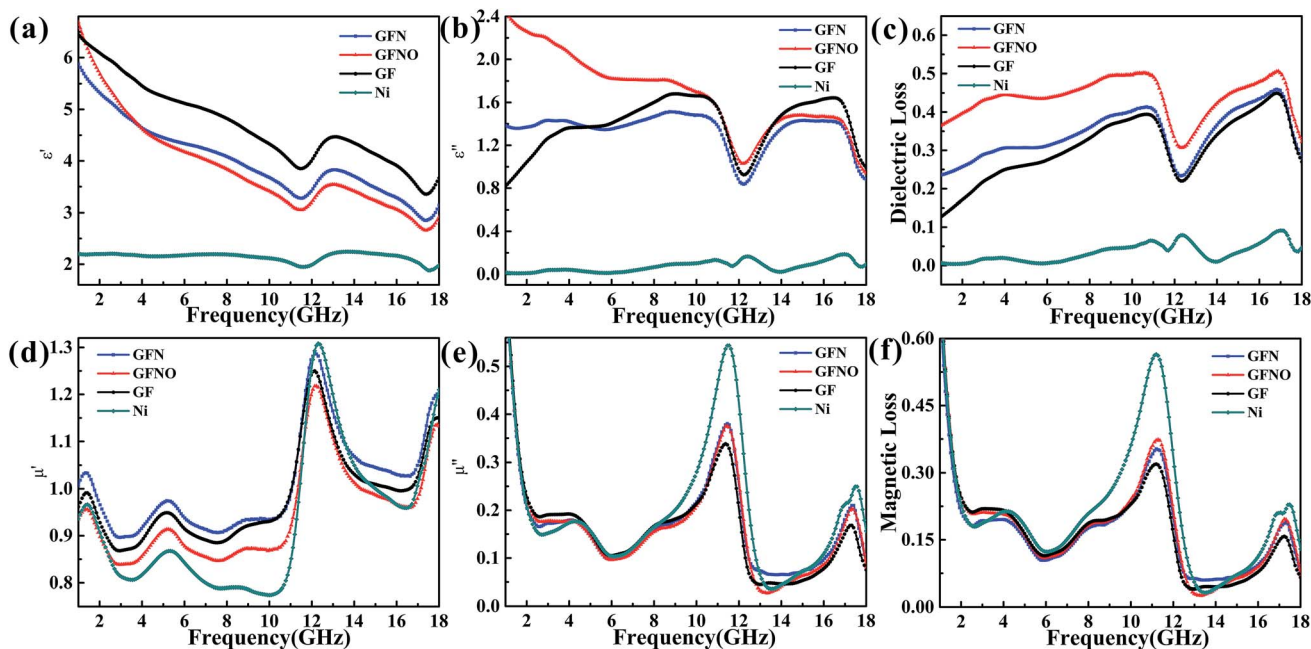 (a)
GFN
GFNO
GF
Ni
ε'
6
5
4
3
2
2 4 6 8 10 12 14 16 18
Frequency(GHz)
(b)
GFN
GFNO
GF
Ni
ε"
2.4
2.0
1.6
1.2
0.8
0.4
0.0
2 4 6 8 10 12 14 16 18
Frequency(GHz)
(c)
GFN
GFNO
GF
Ni
Dielectric Loss
0.6
0.5
0.4
0.3
0.2
0.1
0.0
2 4 6 8 10 12 14 16 18
Frequency(GHz)
(d)
GFN
GFNO
GF
Ni
μ'
1.3
1.2
1.1
1.0
0.9
0.8
2 4 6 8 10 12 14 16 18
Frequency(GHz)
(e)
GFN
GFNO
GF
Ni
μ"
0.5
0.4
0.3
0.2
0.1
0.0
2 4 6 8 10 12 14 16 18
Frequency(GHz)
(f)
GFN
GFNO
GF
Ni
Magnetic Loss
0.60
0.45
0.30
0.15
0.00
2 4 6 8 10 12 14 16 18
Frequency(GHz)